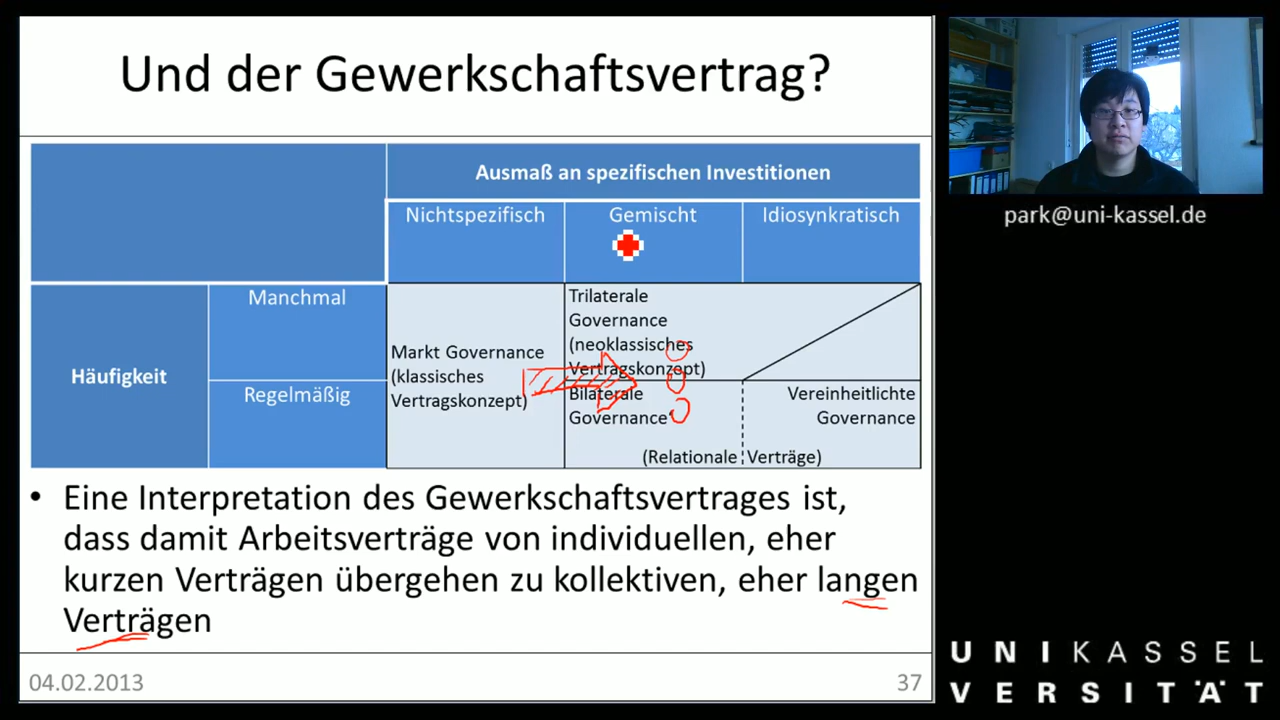 Und der Gewerkschaftsvertrag?
Ausmaß an spezifischen Investitionen
Nichtspezifisch
Gemischt
Idiosynkratisch
Häufigkeit
Manchmal
Regelmäßig
Markt Governance
(klassisches
Vertragskonzept)
Trilaterale
Governance
(neoklassisches
Vertragskonzept)
Bilaterale
Governance
Vereinheitlichte
Governance
(Relationale Verträge)
• Eine Interpretation des Gewerkschaftsvertrages ist,
dass damit Arbeitsverträge von individuellen, eher
kurzen Verträgen übergehen zu kollektiven, eher langen
Verträgen
04.02.2013
37
park@uni-kassel.de
UNIKASSEL
VERSITÄT